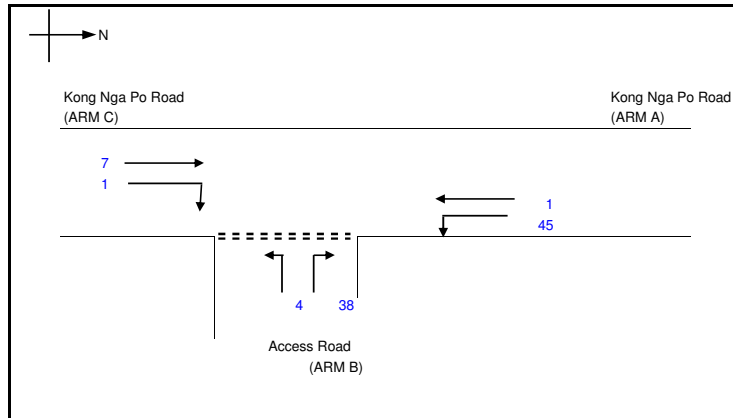 N
Kong Nga Po Road
(ARM C)
Kong Nga Po Road
(ARM A)
7
1
1
45
4 38
Access Road
(ARM B)